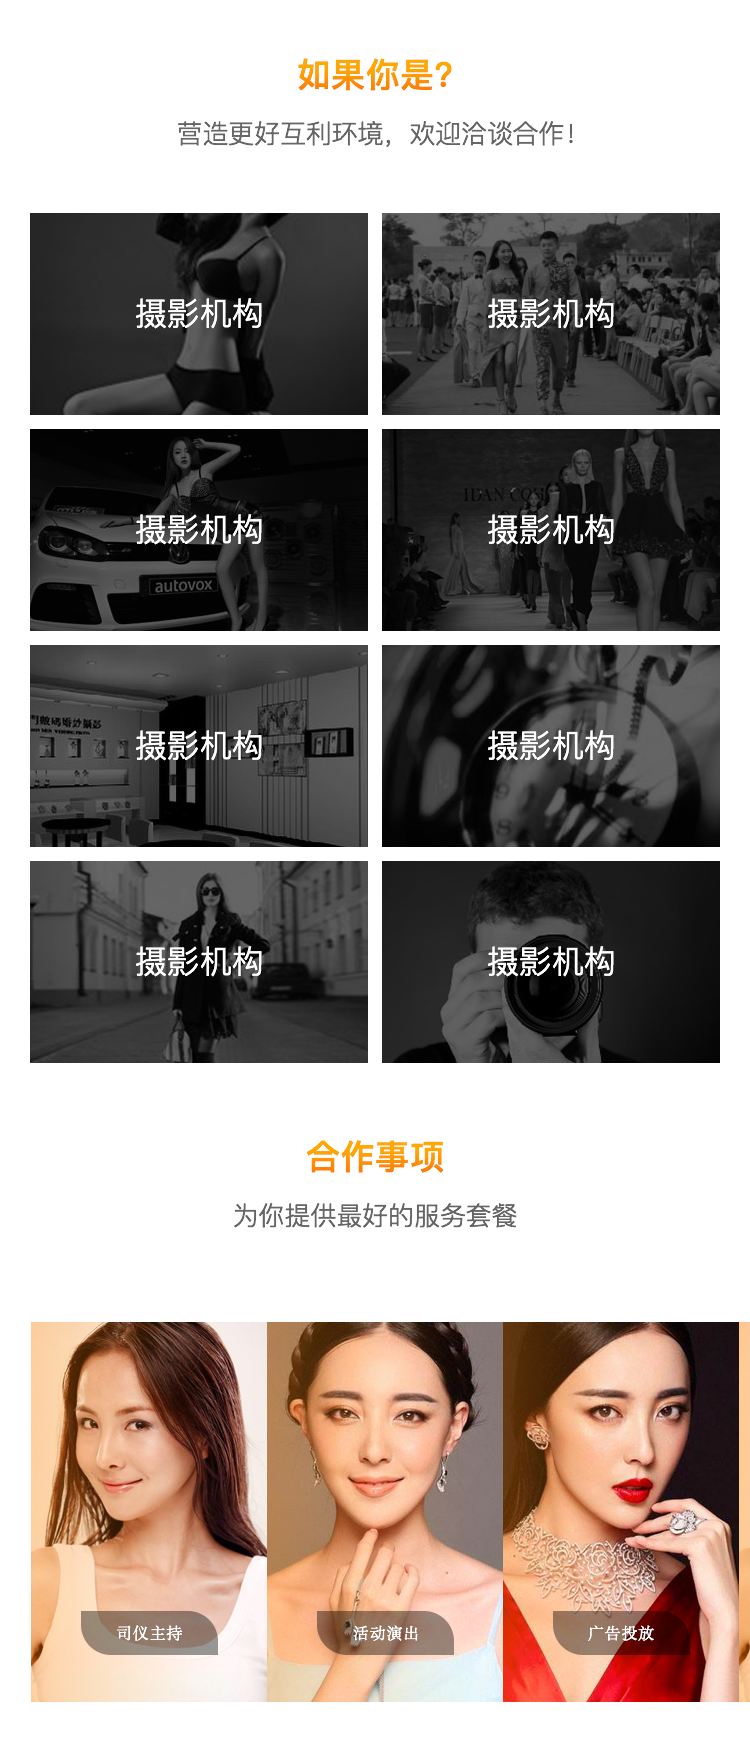 如果你是?
营造更好互利环境，欢迎洽谈合作！
摄影机构
摄影机构
摄影机构
autovox
摄影机构
摄影机构
摄影机构
摄影机构
摄影机构
合作事项
为你提供最好的服务套餐
司仪主持
活动演出
广告投放